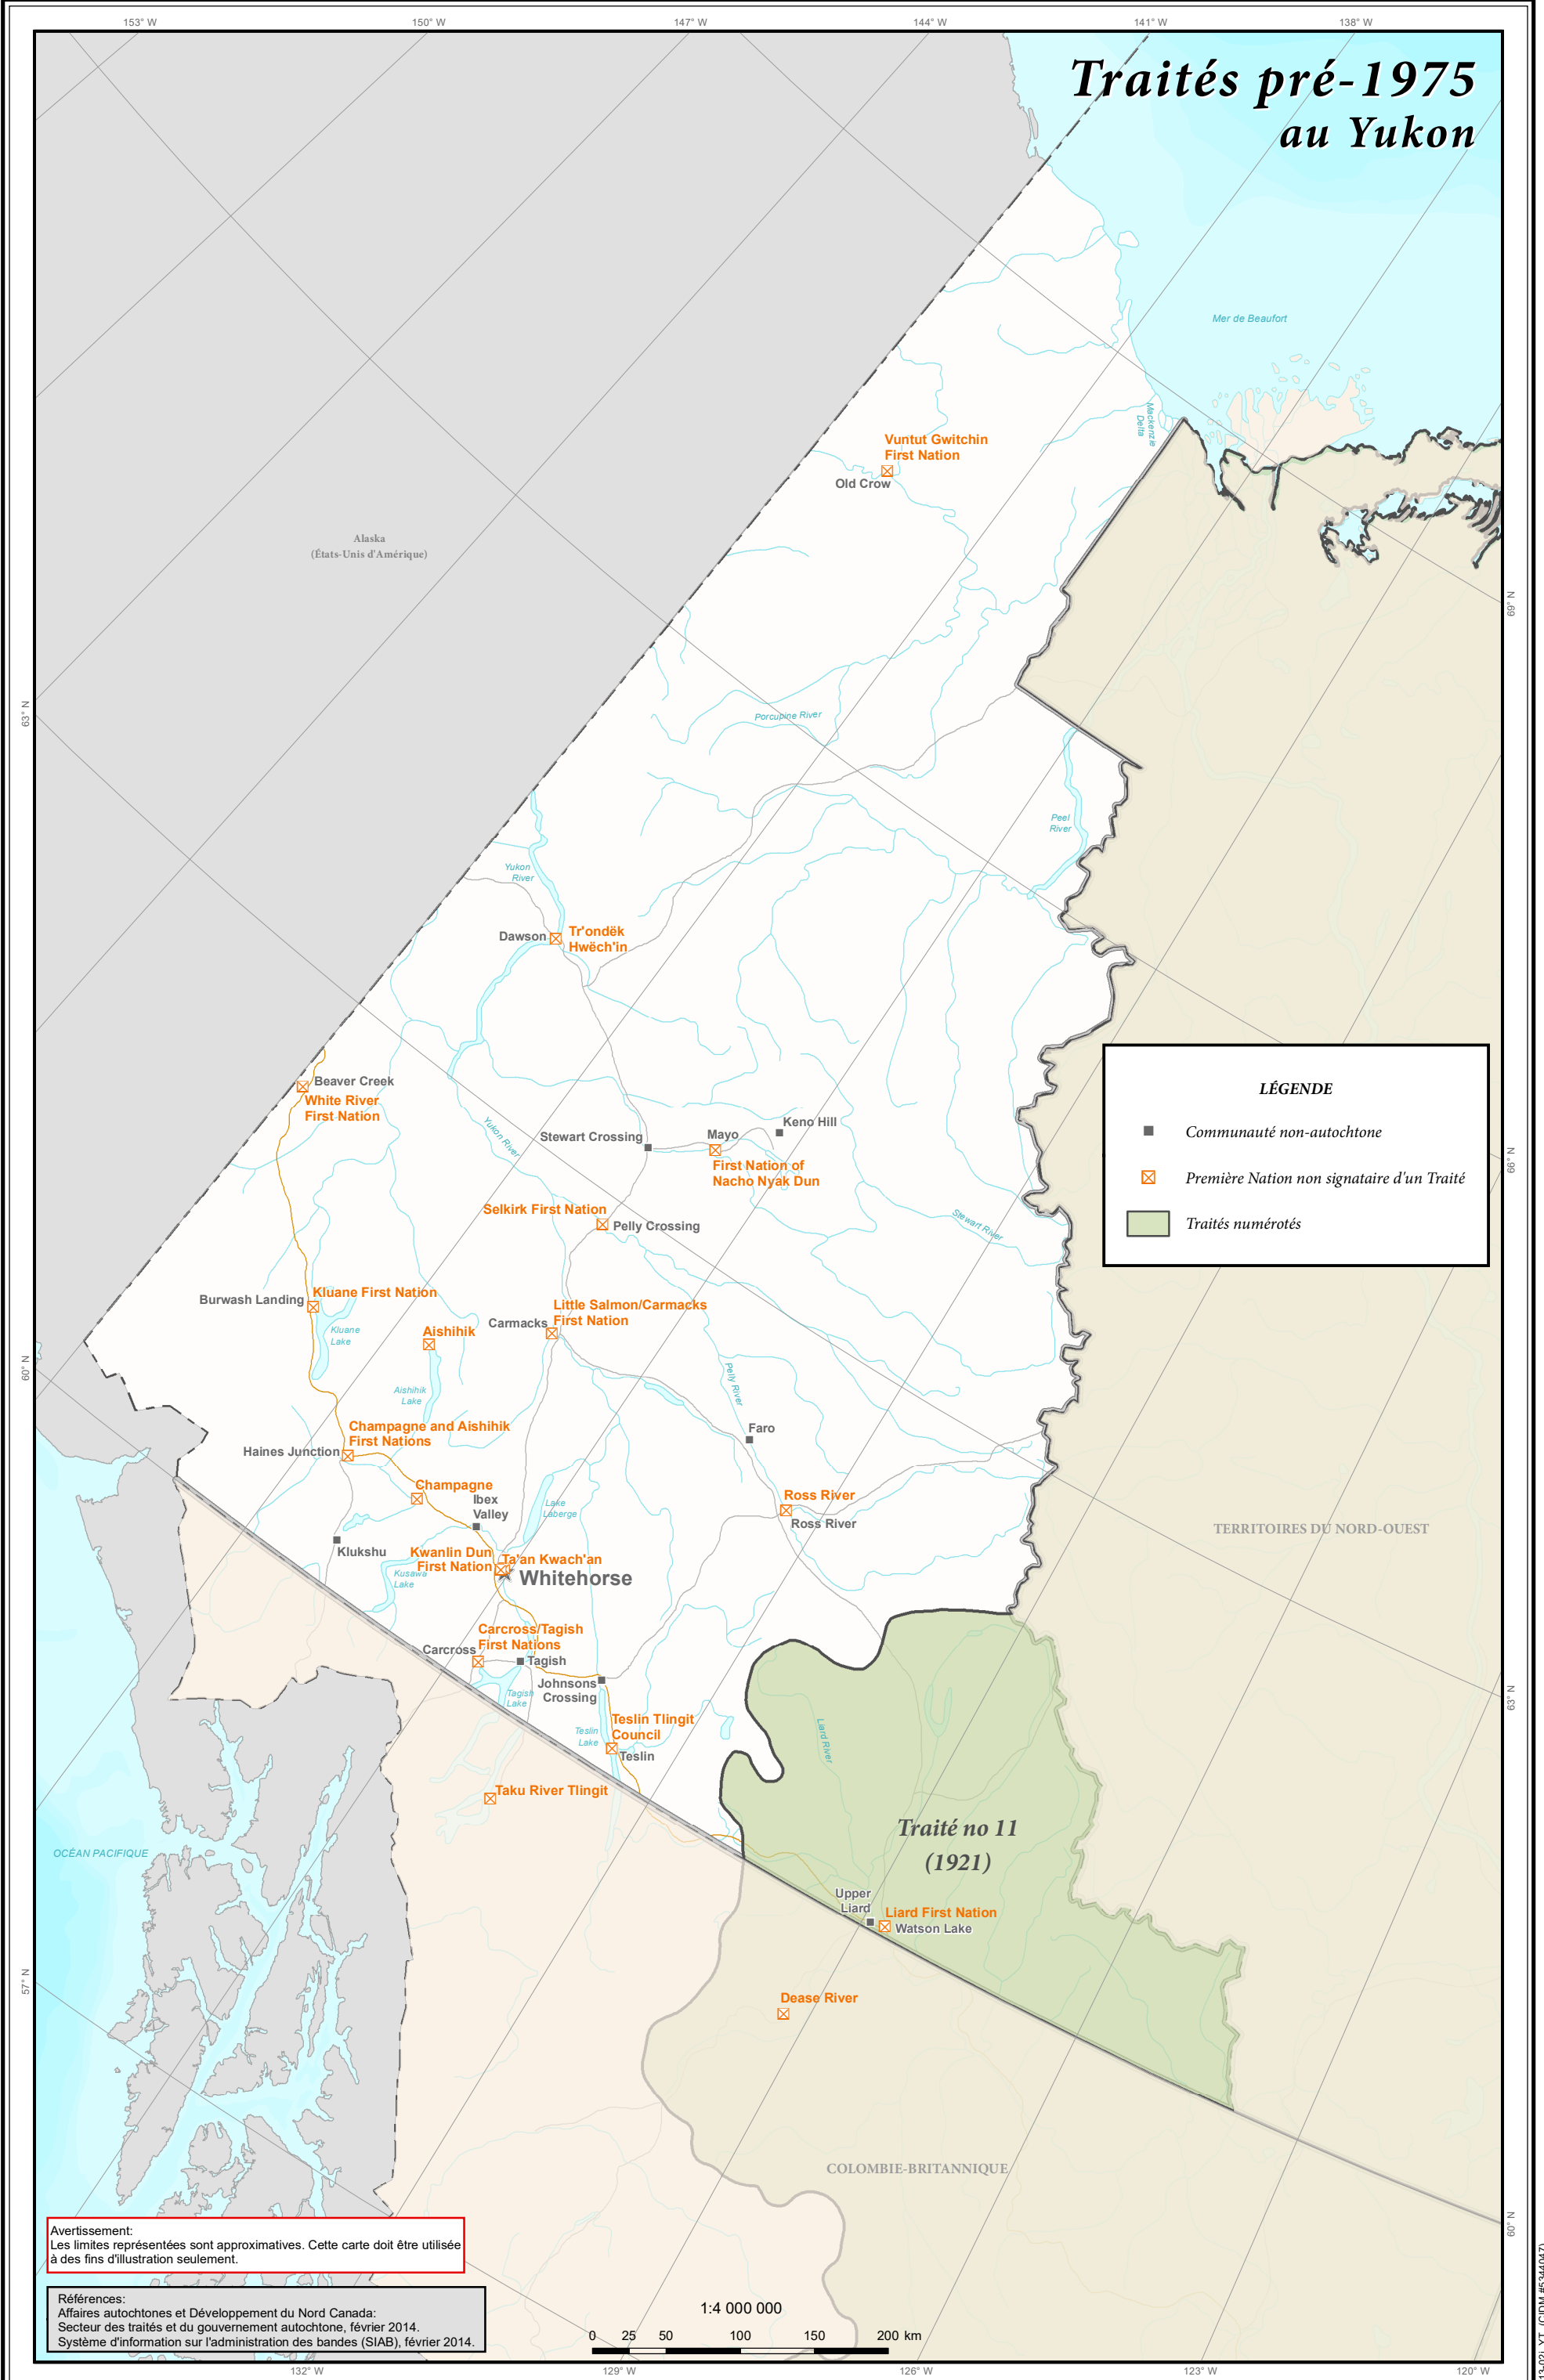 153° W
150° W
147° W
144° W
141° W
138° W
Traités pré-1975
au Yukon
Mer de Beaufort
Mackenzie
Delta
Vuntut Gwitchin
First Nation
Old Crow
Alaska
(États-Unis d'Amérique)
69° N
63° N
Porcupine River
Peel
River
Yukon
River
Dawson
Tr'ondëk
Hwëch'in
Beaver Creek
White River
First Nation
Yukon River
Stewart Crossing
Mayo
Keno Hill
First Nation of
Nacho Nyak Dun
LÉGENDE
Communauté non-autochtone
Première Nation non signataire d'un Traité
Traités numérotés
66° N
Selkirk First Nation
Pelly Crossing
Stewart River
Burwash Landing
Kluane First Nation
Kluane
Lake
Little Salmon/Carmacks
First Nation
Carmacks
Aishihik
Aishihik
Lake
60° N
Pelly River
Champagne and Aishihik
First Nations
Haines Junction
Faro
Champagne
Ibex
Valley
Lake
Laberge
Ross River
Ross River
TERRITOIRES DU NORD-OUEST
Klukshu
Kwanlin Dun
First Nation
Ta'an Kwach'an
Whitehorse
Kusawa
Lake
Carcross/Tagish
First Nations
Carcross
Tagish
Johnsons
Crossing
Tagish
Lake
63° N
Teslin Tlingit
Council
Teslin
Lake
Teslin
Liard River
Taku River Tlingit
Traité no 11
(1921)
OCÉAN PACIFIQUE
Upper
Liard
Liard First Nation
Watson Lake
57° N
Dease River
COLOMBIE-BRITANNIQUE
60° N
Avertissement:
Les limites représentées sont approximatives. Cette carte doit être utilisée
à des fins d'illustration seulement.
Références:
Affaires autochtones et Développement du Nord Canada:
Secteur des traités et du gouvernement autochtone, février 2014.
Système d'information sur l'administration des bandes (SIAB), février 2014.
1:4 000 000
0 25 50 100 150 200 km
132° W
129° W
126° W
123° W
120° W